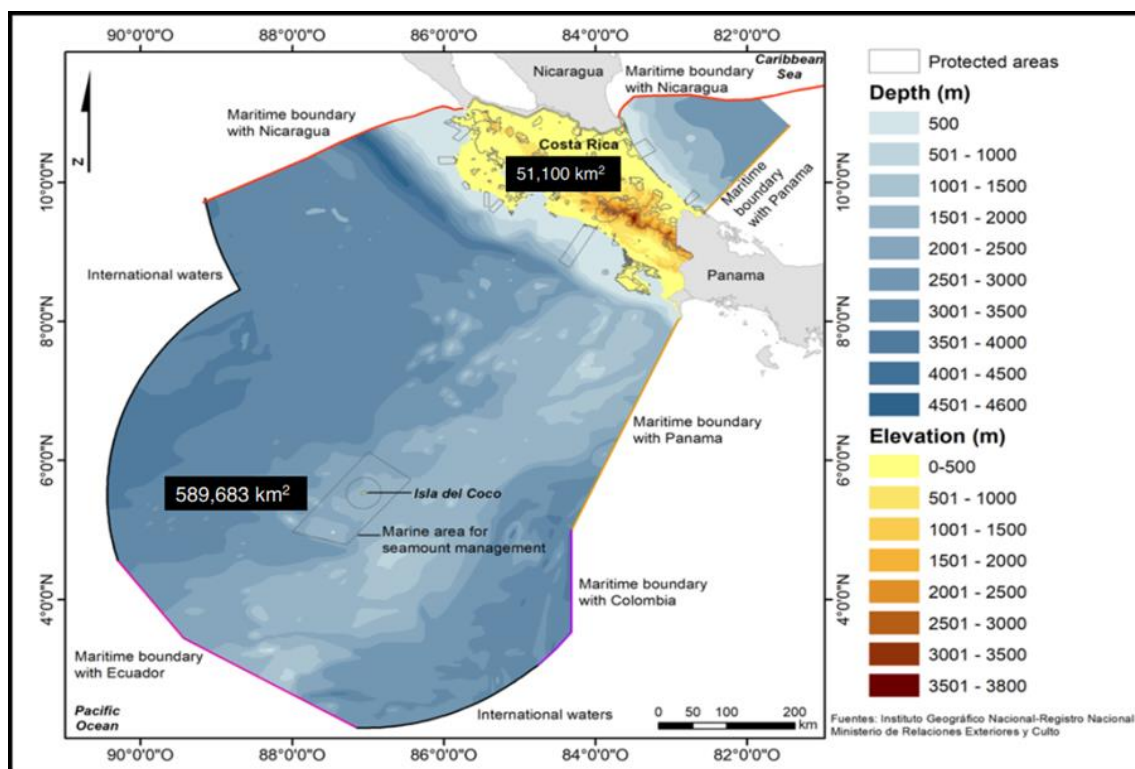 90°0'0"O
88°0'0"O
86°0'0"O
84°0'0"O
82°0'0"O
Caribbean
Sea
Nicaragua
Maritime boundary
with Nicaragua
Maritime boundary
with Nicaragua
Z
Costa Rica
51,100 km²
Maritime
boundary
with Panama
10°0'0"N
10°0'0"N
International waters
Panama
8°0'0"N
8°0'0"N
Maritime boundary
with Panama
6°0'0"N
6°0'0"N
589,683 km²
Isla del Coco
Marine area for
seamount management
Maritime boundary
with Colombia
4°0'0"N
4°0'0"N
Maritime boundary
with Ecuador
Pacific
Ocean
International waters
0 50 100 200
km
90°0'0"O
88°0'0"O
86°0'0"O
84°0'0"O
82°0'0"O
Protected areas
Depth (m)
500
501 - 1000
1001 - 1500
1501 - 2000
2001 - 2500
2501 - 3000
3001 - 3500
3501 - 4000
4001 - 4500
4501 - 4600
Elevation (m)
0-500
501 - 1000
1001 - 1500
1501 - 2000
2001 - 2500
2501 - 3000
3001 - 3500
3501 - 3800
Fuentes: Instituto Geográfico Nacional-Registro Nacional
Ministerio de Relaciones Exteriores y Culto